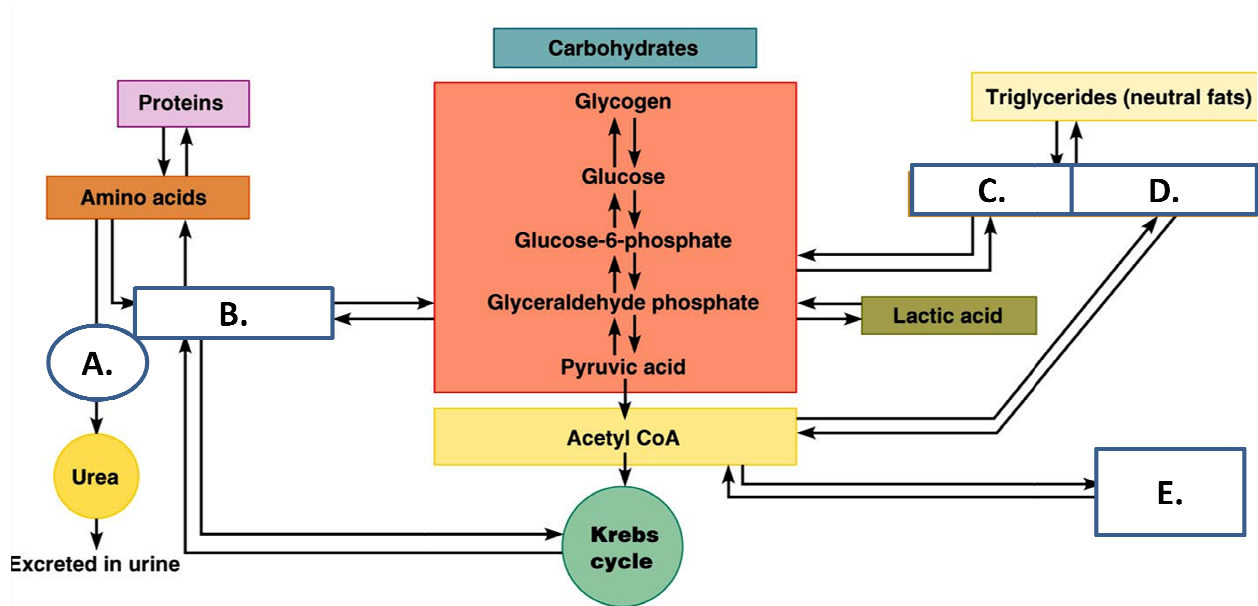 Carbohydrates
Proteins
Glycogen
Triglycerides (neutral fats)
Amino acids
Glucose
C.
D.
Glucose-6-phosphate
B.
Glyceraldehyde phosphate
Lactic acid
A.
Pyruvic acid
Acetyl CoA
Urea
E.
Krebs
cycle
Excreted in urine